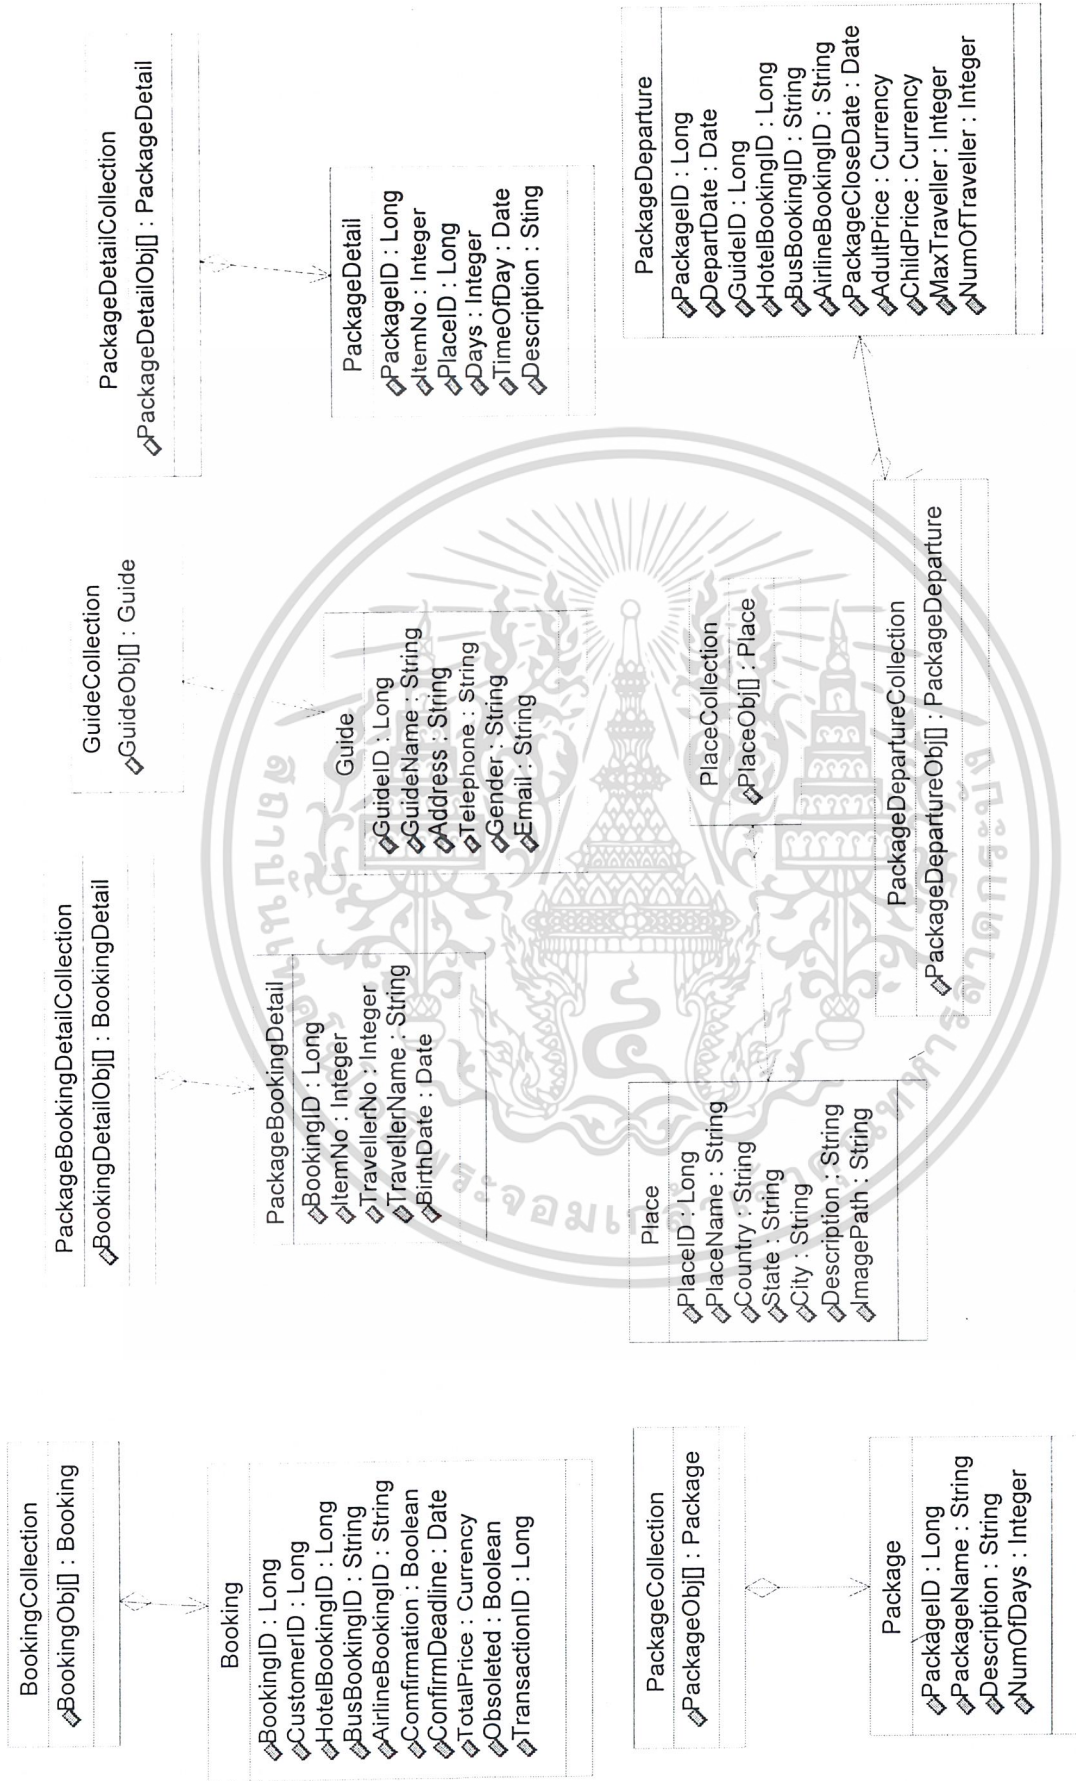 BookingCollection
BookingObj[] : Booking
Booking
BookingID : Long
CustomerID : Long
HotelBookingID : Long
BusBookingID : String
AirlineBookingID : String
Comfirmation : Boolean
ConfirmDeadline : Date
TotalPrice : Currency
Obsoleted : Boolean
TransactionID : Long
PackageBookingDetailCollection
BookingDetailObj[] : BookingDetail
PackageBookingDetail
BookingID : Long
ItemNo : Integer
TravellerNo : Integer
TravellerName : String
BirthDate : Date
GuideCollection
GuideObj[] : Guide
Guide
GuideID : Long
GuideName : String
Address : String
Telephone : String
Gender : String
Email : String
PackageDetailCollection
PackageDetailObj[] : PackageDetail
PackageDetail
PackageID : Long
ItemNo : Integer
PlaceID : Long
Days : Integer
TimeOfDay : Date
Description : Sting
PackageCollection
PackageObj[] : Package
Package
PackageID : Long
PackageName : String
Description : String
NumOfDays : Integer
Place
PlaceID : Long
PlaceName : String
Country : String
State : String
City : String
Description : String
ImagePath : String
PlaceCollection
PlaceObj[] : Place
PackageDepartureCollection
PackageDepartureObj[] : PackageDeparture
PackageDeparture
PackageID : Long
DepartDate : Date
GuideID : Long
HotelBookingID : Long
BusBookingID : String
AirlineBookingID : String
PackageCloseDate : Date
AdultPrice : Currency
ChildPrice : Currency
MaxTraveller : Integer
NumOfTraveller : Integer